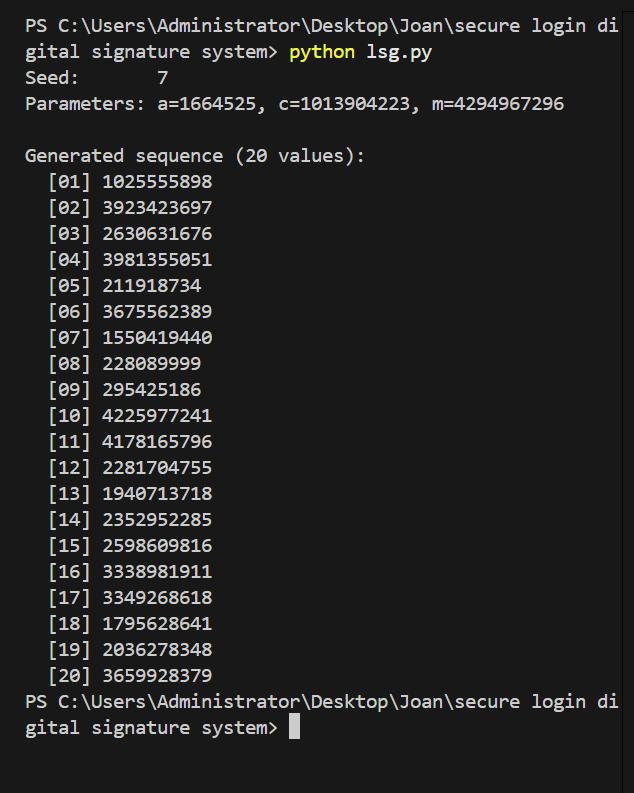 PS C:\Users\Administrator\Desktop\Joan\secure login di
gital signature system> python lsg.py
Seed:       7
Parameters: a=1664525, c=1013904223, m=4294967296

Generated sequence (20 values):
  [01] 1025555898
  [02] 3923423697
  [03] 2630631676
  [04] 3981355051
  [05] 211918734
  [06] 3675562389
  [07] 1550419440
  [08] 228089999
  [09] 295425186
  [10] 4225977241
  [11] 4178165796
  [12] 2281704755
  [13] 1940713718
  [14] 2352952285
  [15] 2598609816
  [16] 3338981911
  [17] 3349268618
  [18] 1795628641
  [19] 2036278348
  [20] 3659928379
PS C:\Users\Administrator\Desktop\Joan\secure login di
gital signature system>